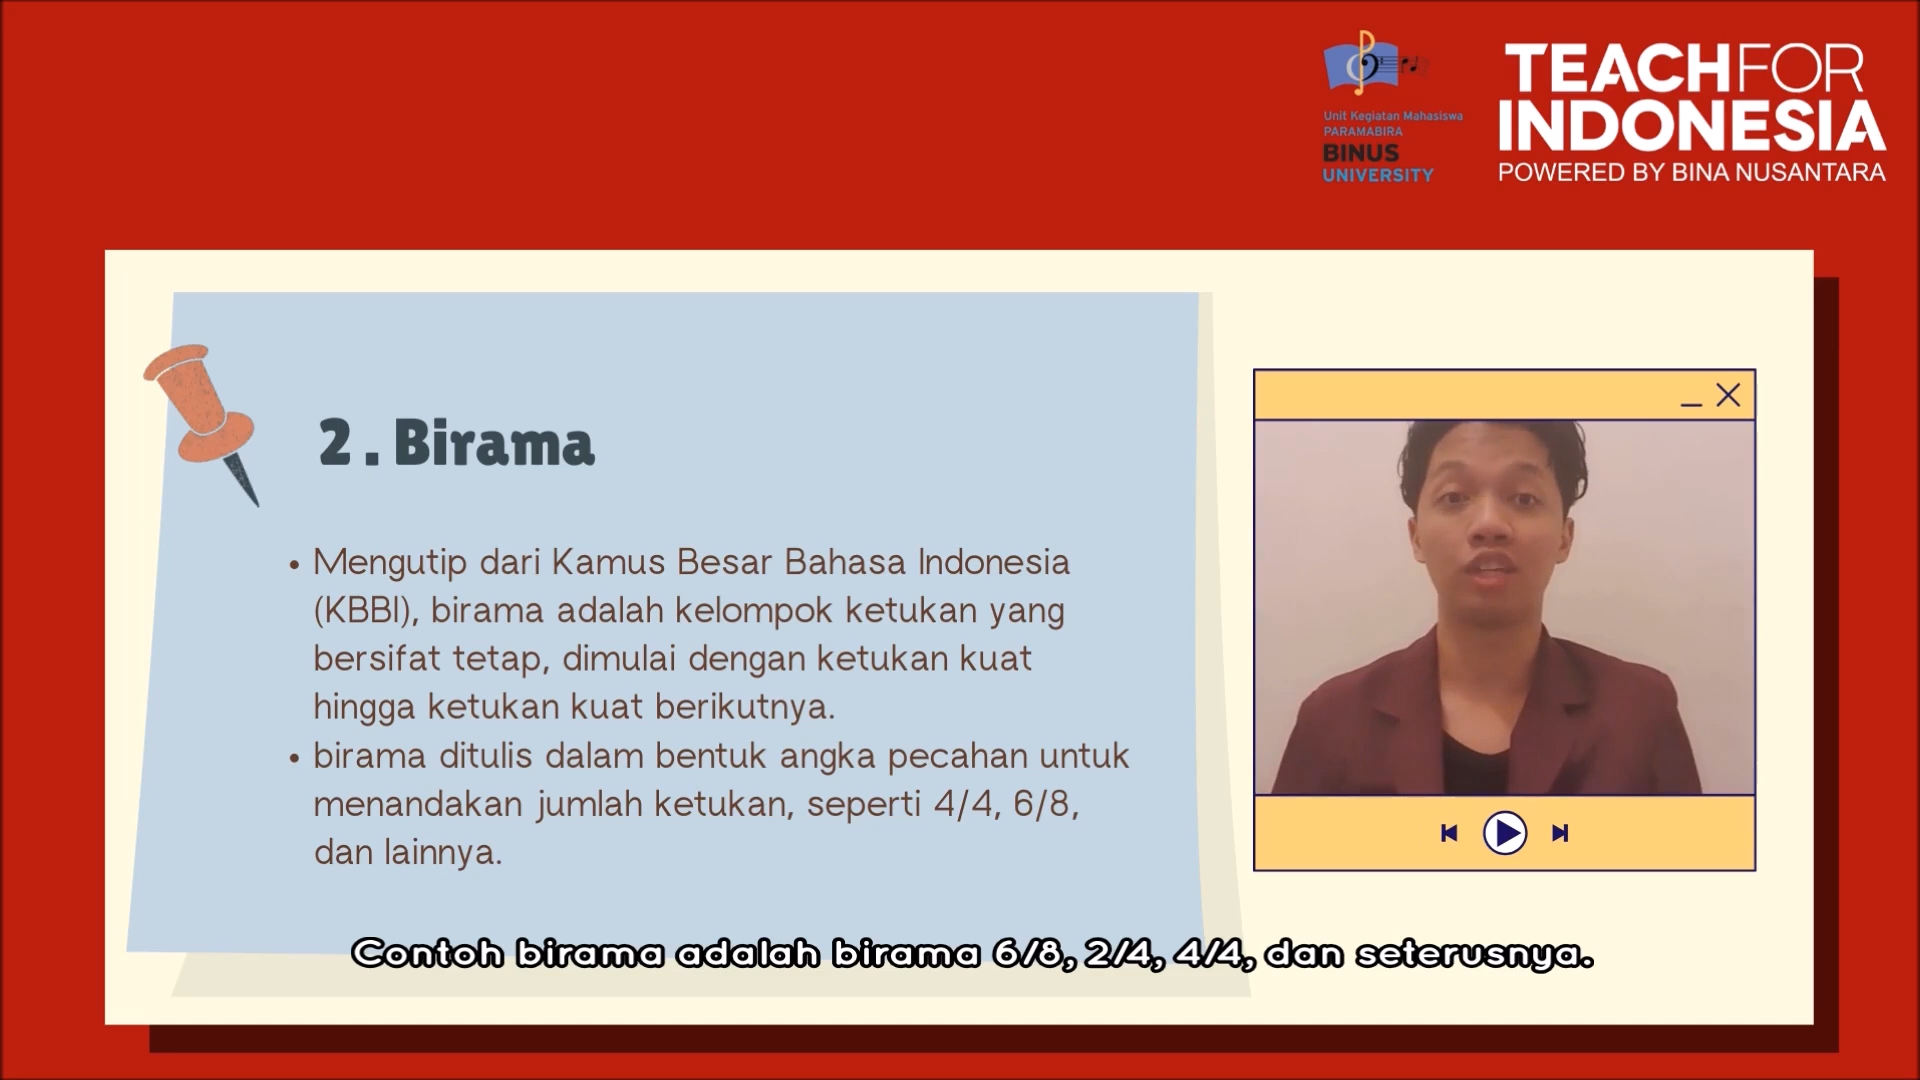 Unit Kegiatan Mahasiswa
PARAMABIRA
BINUS
UNIVERSITY
TEACHFOR
INDONESIA
POWERED BY BINA NUSANTARA
2. Birama
• Mengutip dari Kamus Besar Bahasa Indonesia
(KBBI), birama adalah kelompok ketukan yang
bersifat tetap, dimulai dengan ketukan kuat
hingga ketukan kuat berikutnya.
• birama ditulis dalam bentuk angka pecahan untuk
menandakan jumlah ketukan, seperti 4/4, 6/8,
dan lainnya.
Contoh birama adalah birama 6/8, 2/4, 4/4, dan seterusnya.